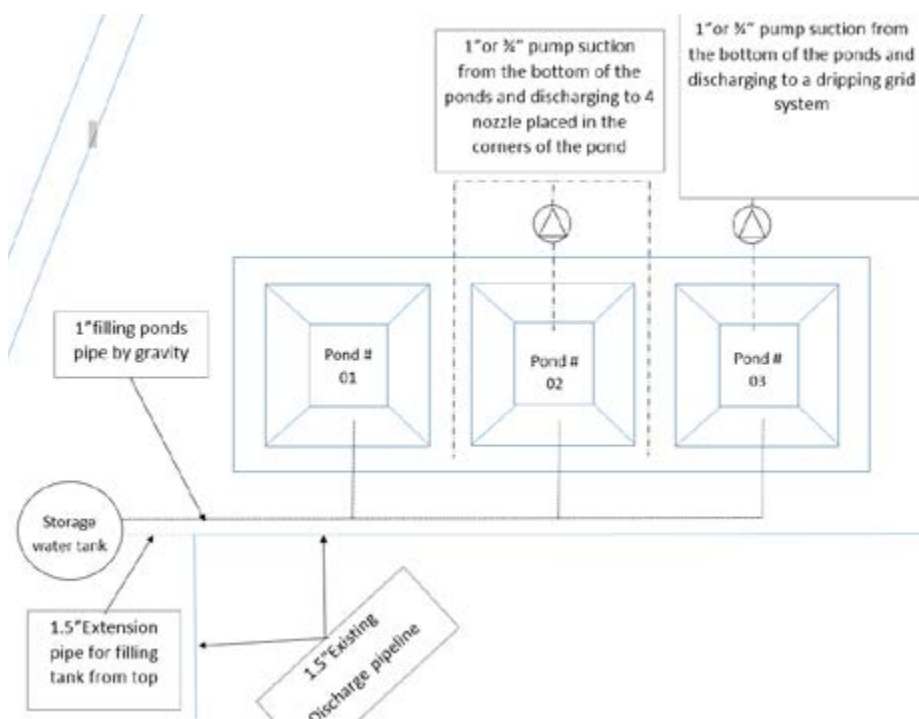 1"or ¾" pump suction
from the bottom of the
ponds and discharging to 4
nozzle placed in the
corners of the pond
1"or ¾" pump suction from
the bottom of the ponds and
discharging to a dripping grid
system
1"filling ponds
pipe by gravity
Pond #
01
Pond #
02
Pond #
03
Storage
water tank
1.5"Extension
pipe for filling
tank from top
1.5"Existing
Discharge pipeline